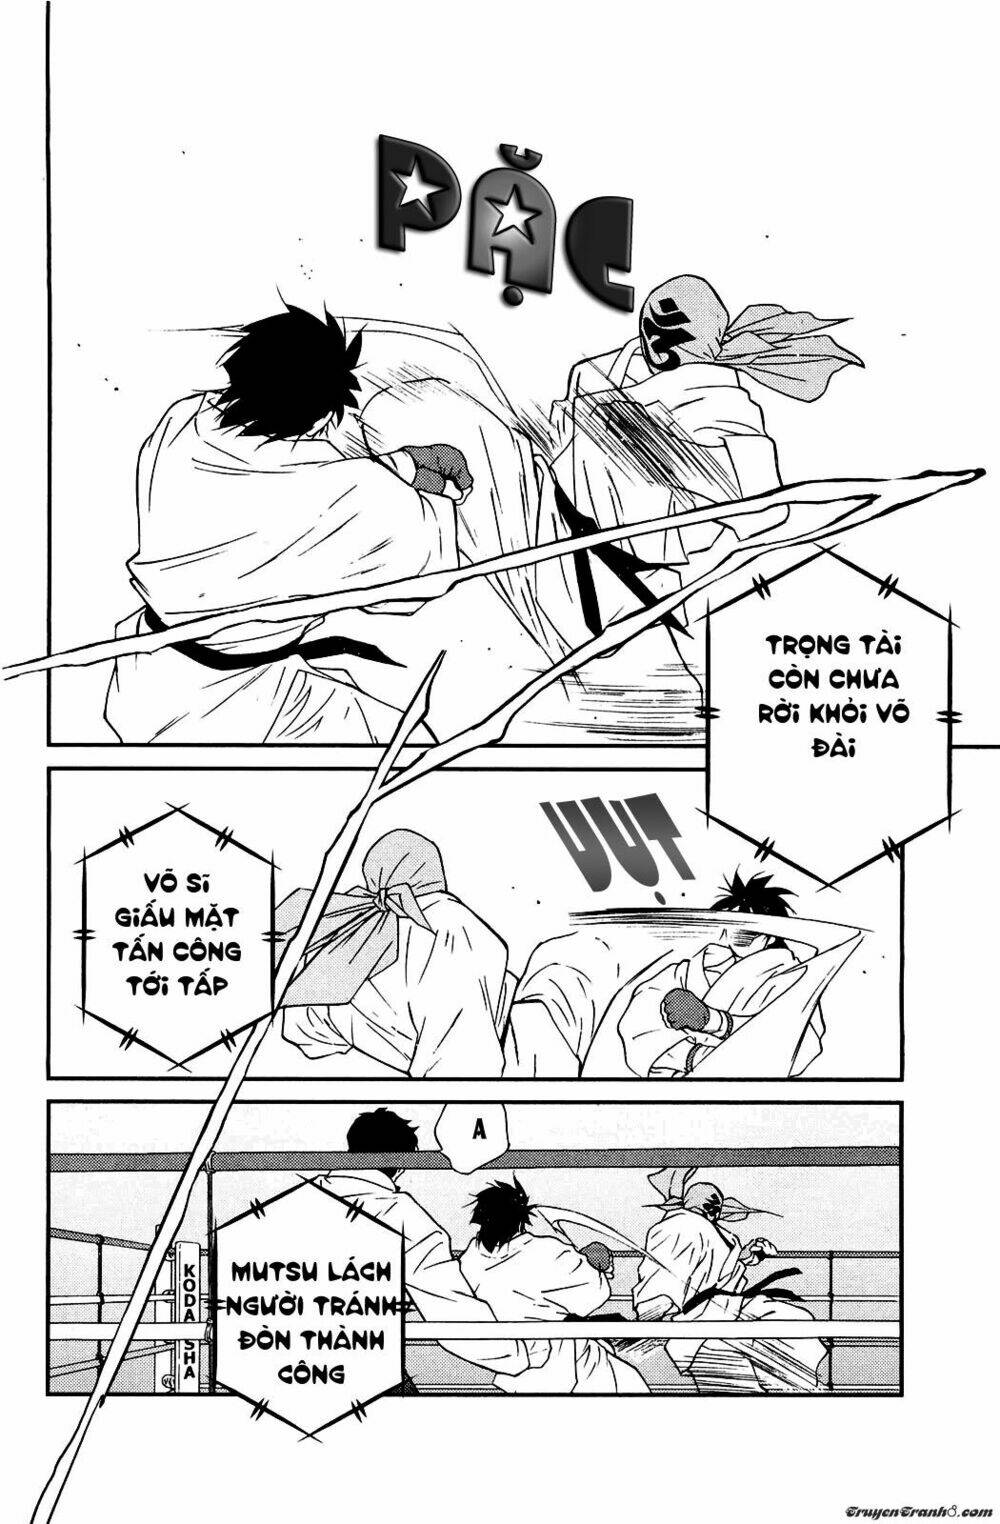 PẶC
TRỌNG TÀI
CÒN CHƯA
RỜI KHỎI VÕ
ĐÀI
VỤT
VÕ SĨ
GIẤU MẶT
TẤN CÔNG
TỚI TẤP
A
MUTSU LÁCH
NGƯỜI TRÁNH
ĐÒN THÀNH
CÔNG
KODA SHA
TruyenTranh8.com